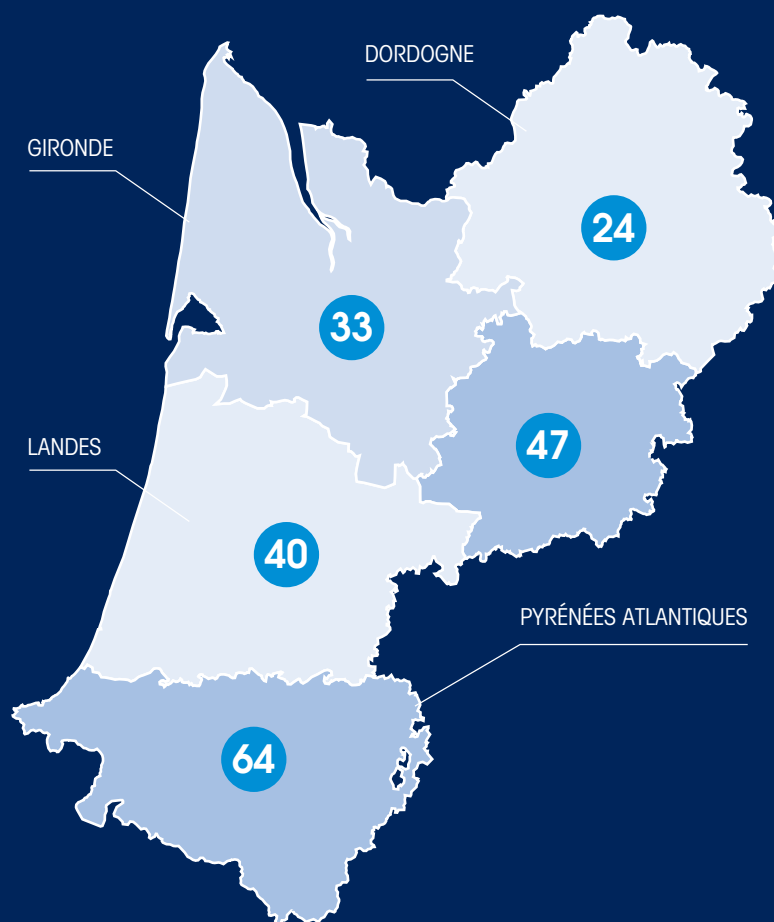 DORDOGNE
GIRONDE
24
33
LANDES
47
40
PYRÉNÉES ATLANTIQUES
64